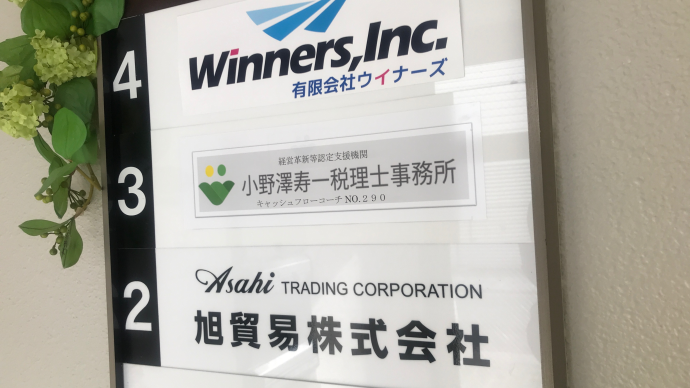 4
Winners,Inc.
有限会社ウイナーズ
3
経営革新等認定支援機関
小野澤寿一税理士事務所
キャッシュフローコーチ NO.290
2
Asahi TRADING CORPORATION
旭貿易株式会社